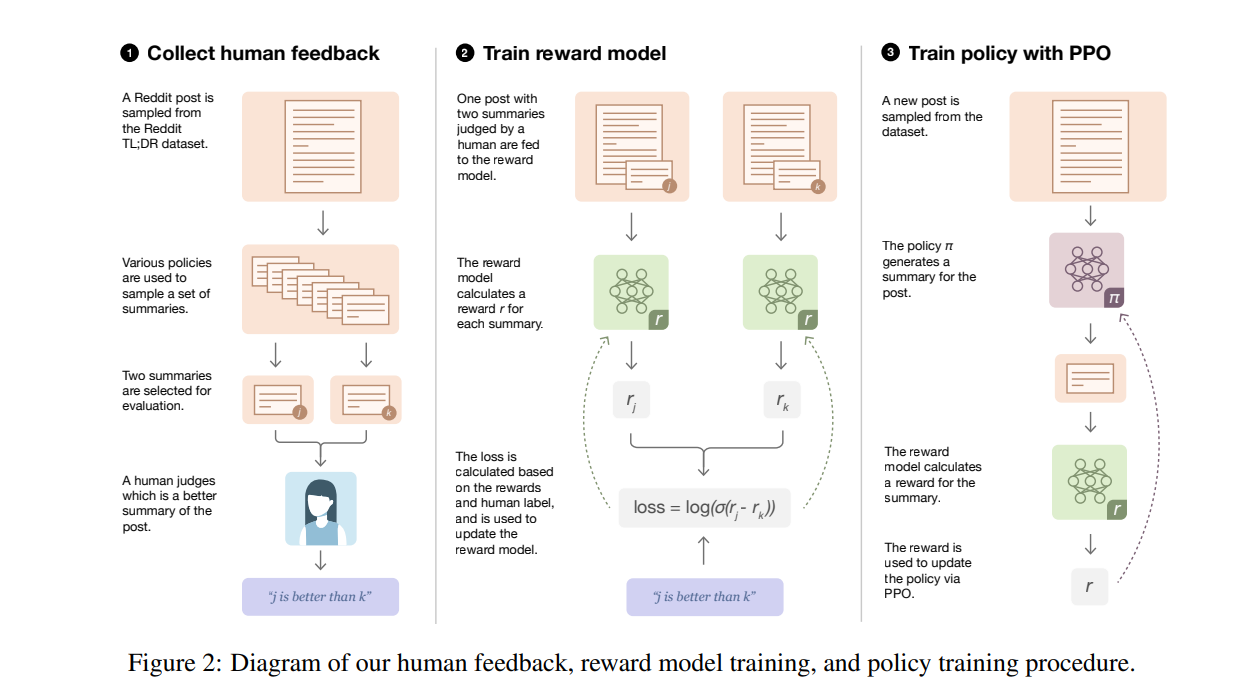 1 Collect human feedback
A Reddit post is
sampled from
the Reddit
TL;DR dataset.
Various policies
are used to
sample a set of
summaries.
Two summaries
are selected for
evaluation.
j
k
A human judges
which is a better
summary of the
post.
“j is better than k”
2 Train reward model
One post with
two summaries
judged by a
human are fed
to the reward
model.
j
k
The reward
model
calculates a
reward r for
each summary.
r
r
r_j
r_k
The loss is
calculated based
on the rewards
and human label,
and is used to
update the
reward model.
loss = log(σ(r_j - r_k))
“j is better than k”
3 Train policy with PPO
A new post is
sampled from the
dataset.
The policy π
generates a
summary for the
post.
π
The reward
model calculates
a reward for the
summary.
r
The reward is
used to update
the policy via
PPO.
r
Figure 2: Diagram of our human feedback, reward model training, and policy training procedure.